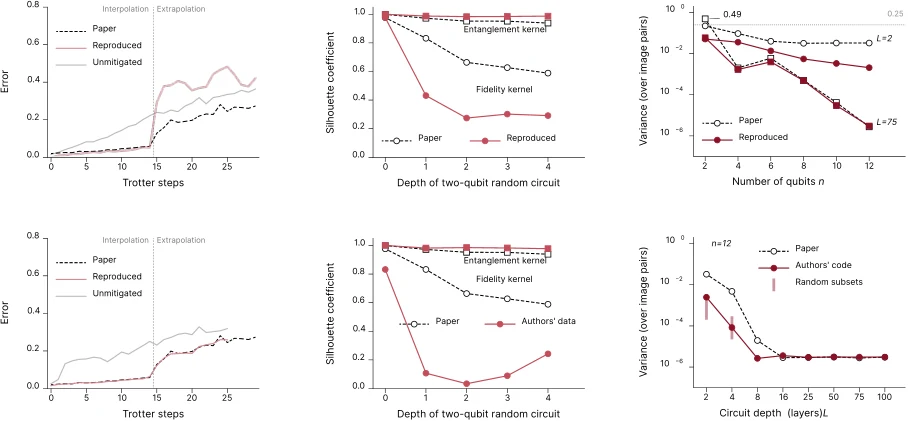 0.8
0.6
0.4
0.2
0.0
Error
Interpolation
Extrapolation
Paper
Reproduced
Unmitigated
0 5 10 15 20 25
Trotter steps
1.0
0.8
0.6
0.4
0.2
0.0
Silhouette coefficient
Entanglement kernel
Fidelity kernel
Paper
Reproduced
0 1 2 3 4
Depth of two-qubit random circuit
10 0
10 −2
10 −4
10 −6
Variance (over image pairs)
0.49
0.25
L=2
L=75
Paper
Reproduced
2 4 6 8 10 12
Number of qubits n
0.8
0.6
0.4
0.2
0.0
Error
Interpolation
Extrapolation
Paper
Reproduced
Unmitigated
0 5 10 15 20 25
Trotter steps
1.0
0.8
0.6
0.4
0.2
0.0
Silhouette coefficient
Entanglement kernel
Fidelity kernel
Paper
Authors' data
0 1 2 3 4
Depth of two-qubit random circuit
10 0
10 −2
10 −4
10 −6
Variance (over image pairs)
n=12
Paper
Authors' code
Random subsets
2 4 8 16 25 50 75 100
Circuit depth (layers)L